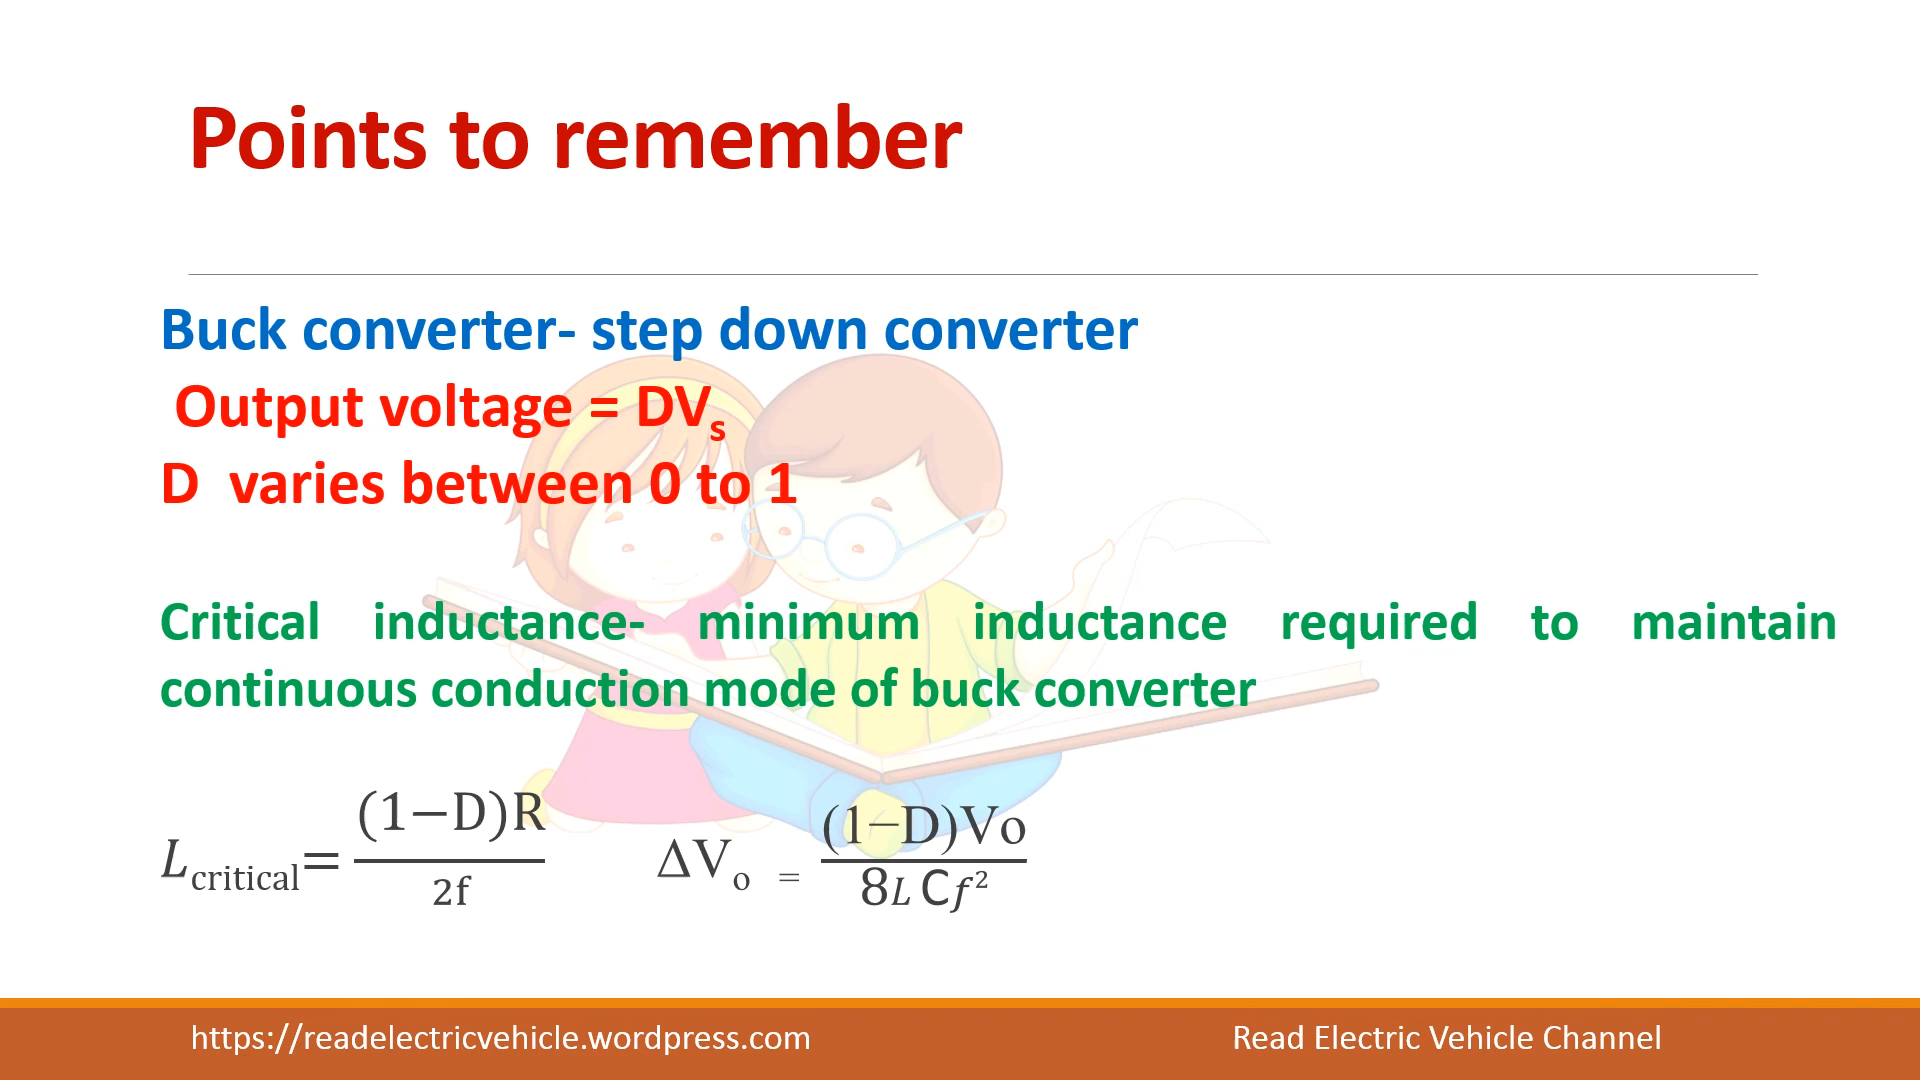 Points to remember
Buck converter- step down converter
Output voltage = DVₛ
D varies between 0 to 1
Critical inductance- minimum inductance required to maintain
continuous conduction mode of buck converter
L_critical = (1−D)R / 2f    ΔV_o = (1−D)Vo / 8L Cf²
https://readelectricvehicle.wordpress.com
Read Electric Vehicle Channel